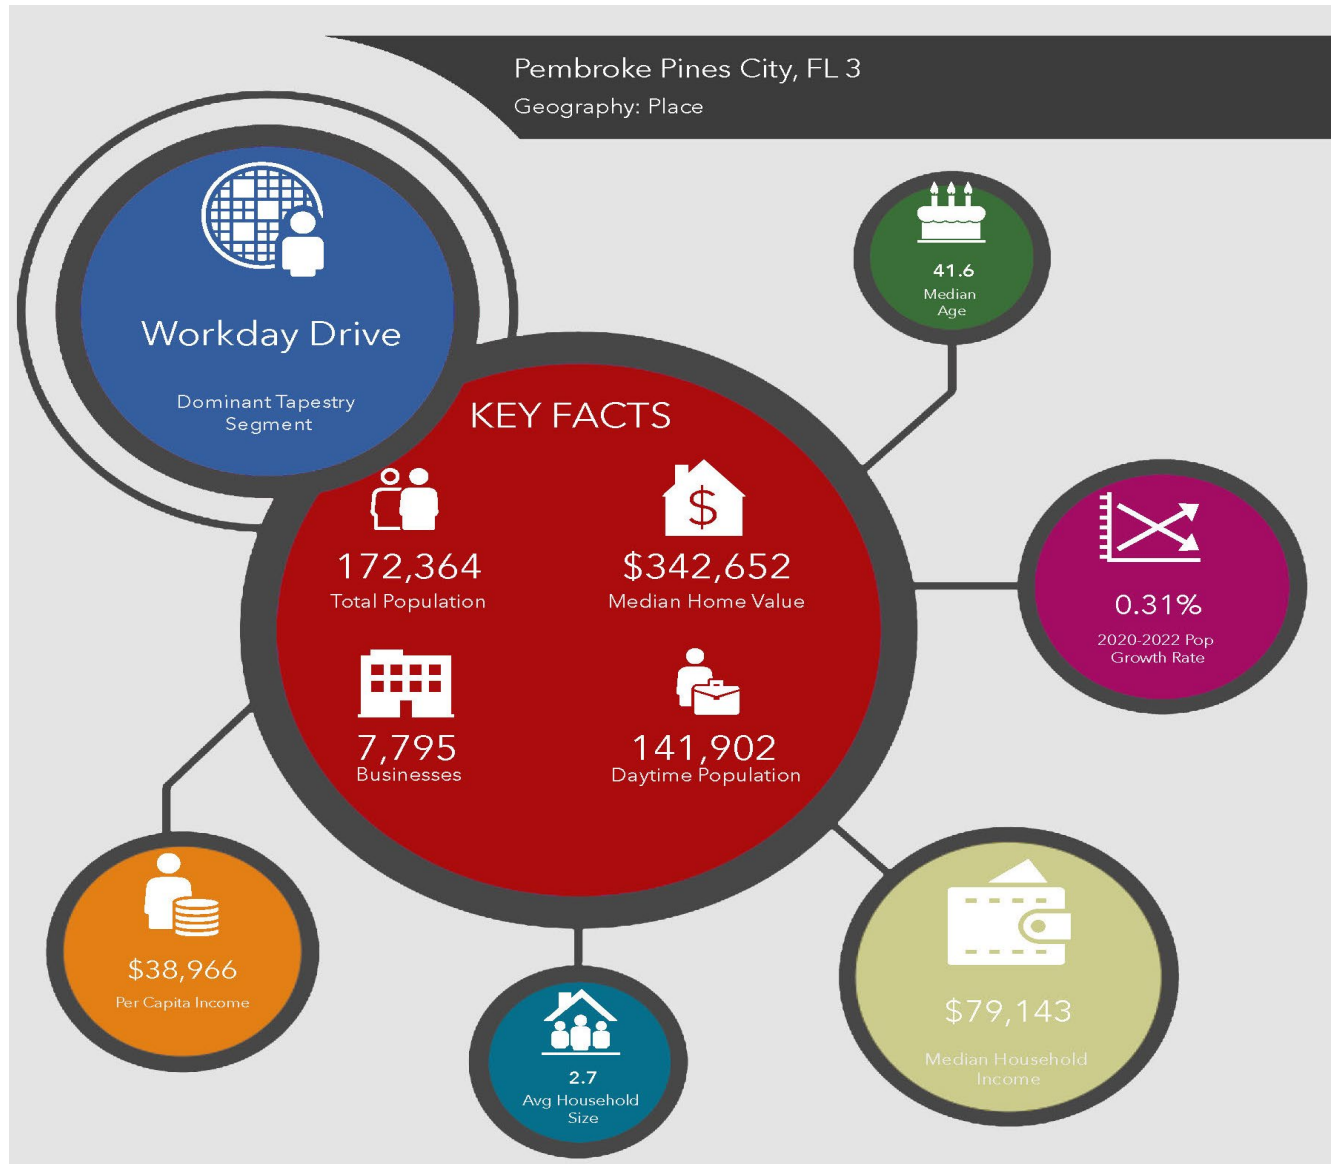 Pembroke Pines City, FL 3
Geography: Place
Workday Drive
Dominant Tapestry
Segment
41.6
Median
Age
KEY FACTS
$
172,364
Total Population
$342,652
Median Home Value
7,795
Businesses
141,902
Daytime Population
0.31%
2020-2022 Pop
Growth Rate
$38,966
Per Capita Income
2.7
Avg Household
Size
$79,143
Median Household
Income